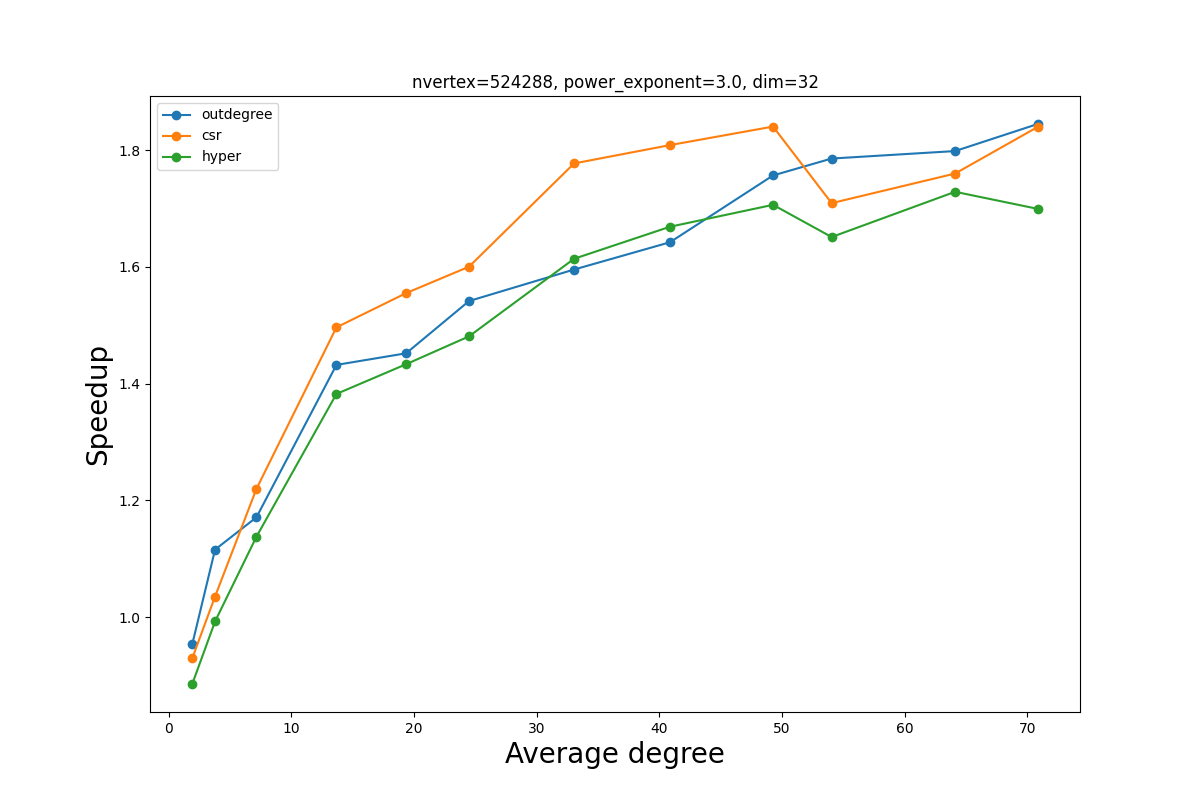 nvertex=524288, power_exponent=3.0, dim=32
outdegree
csr
hyper
1.8
1.6
1.4
1.2
1.0
Speedup
0 10 20 30 40 50 60 70
Average degree